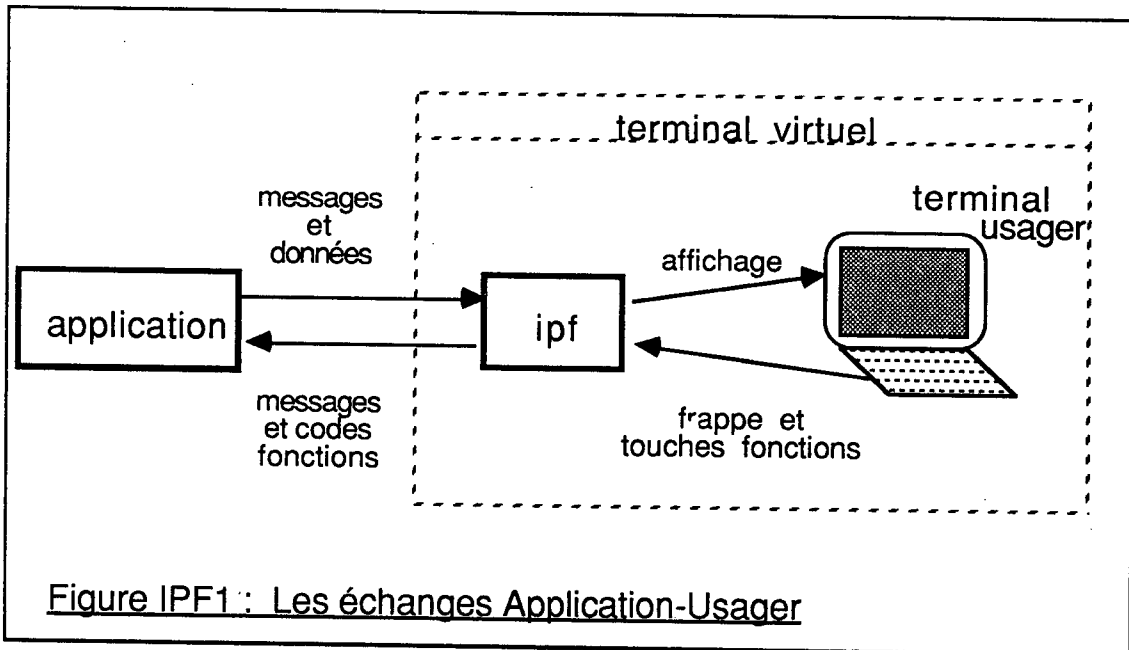 terminal virtuel
messages
et
données
terminal
usager
affichage
application
ipf
messages
et codes
fonctions
frappe et
touches fonctions
Figure IPF1 : Les échanges Application-Usager